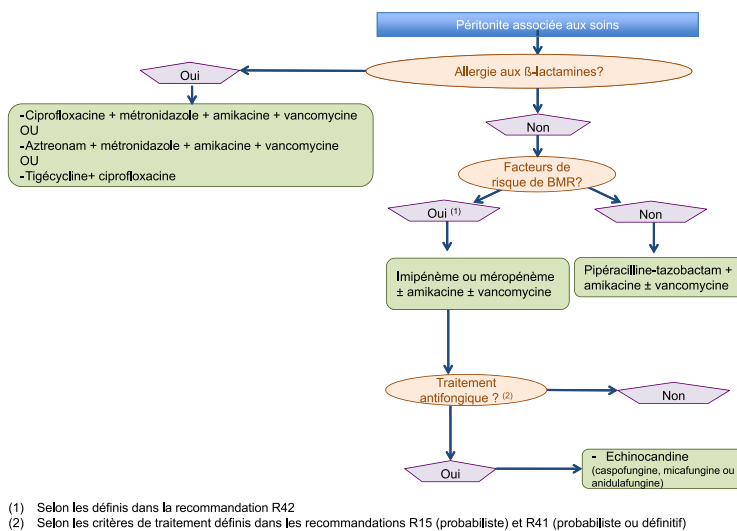 Péritonite associée aux soins
Allergie aux ß-lactamines?
Oui
-Ciprofloxacine + métronidazole + amikacine + vancomycine
OU
-Aztreonam + métronidazole + amikacine + vancomycine
OU
-Tigécycline+ ciprofloxacine
Non
Facteurs de
risque de BMR?
Oui (1)
Non
Imipénème ou méropénème
± amikacine ± vancomycine
Pipéracilline-tazobactam +
amikacine ± vancomycine
Traitement
antifongique ? (2)
Non
Oui
- Echinocandine
(caspofungine, micafungine ou
anidulafungine)
(1) Selon les définis dans la recommandation R42
(2) Selon les critères de traitement définis dans les recommandations R15 (probabiliste) et R41 (probabiliste ou définitif)